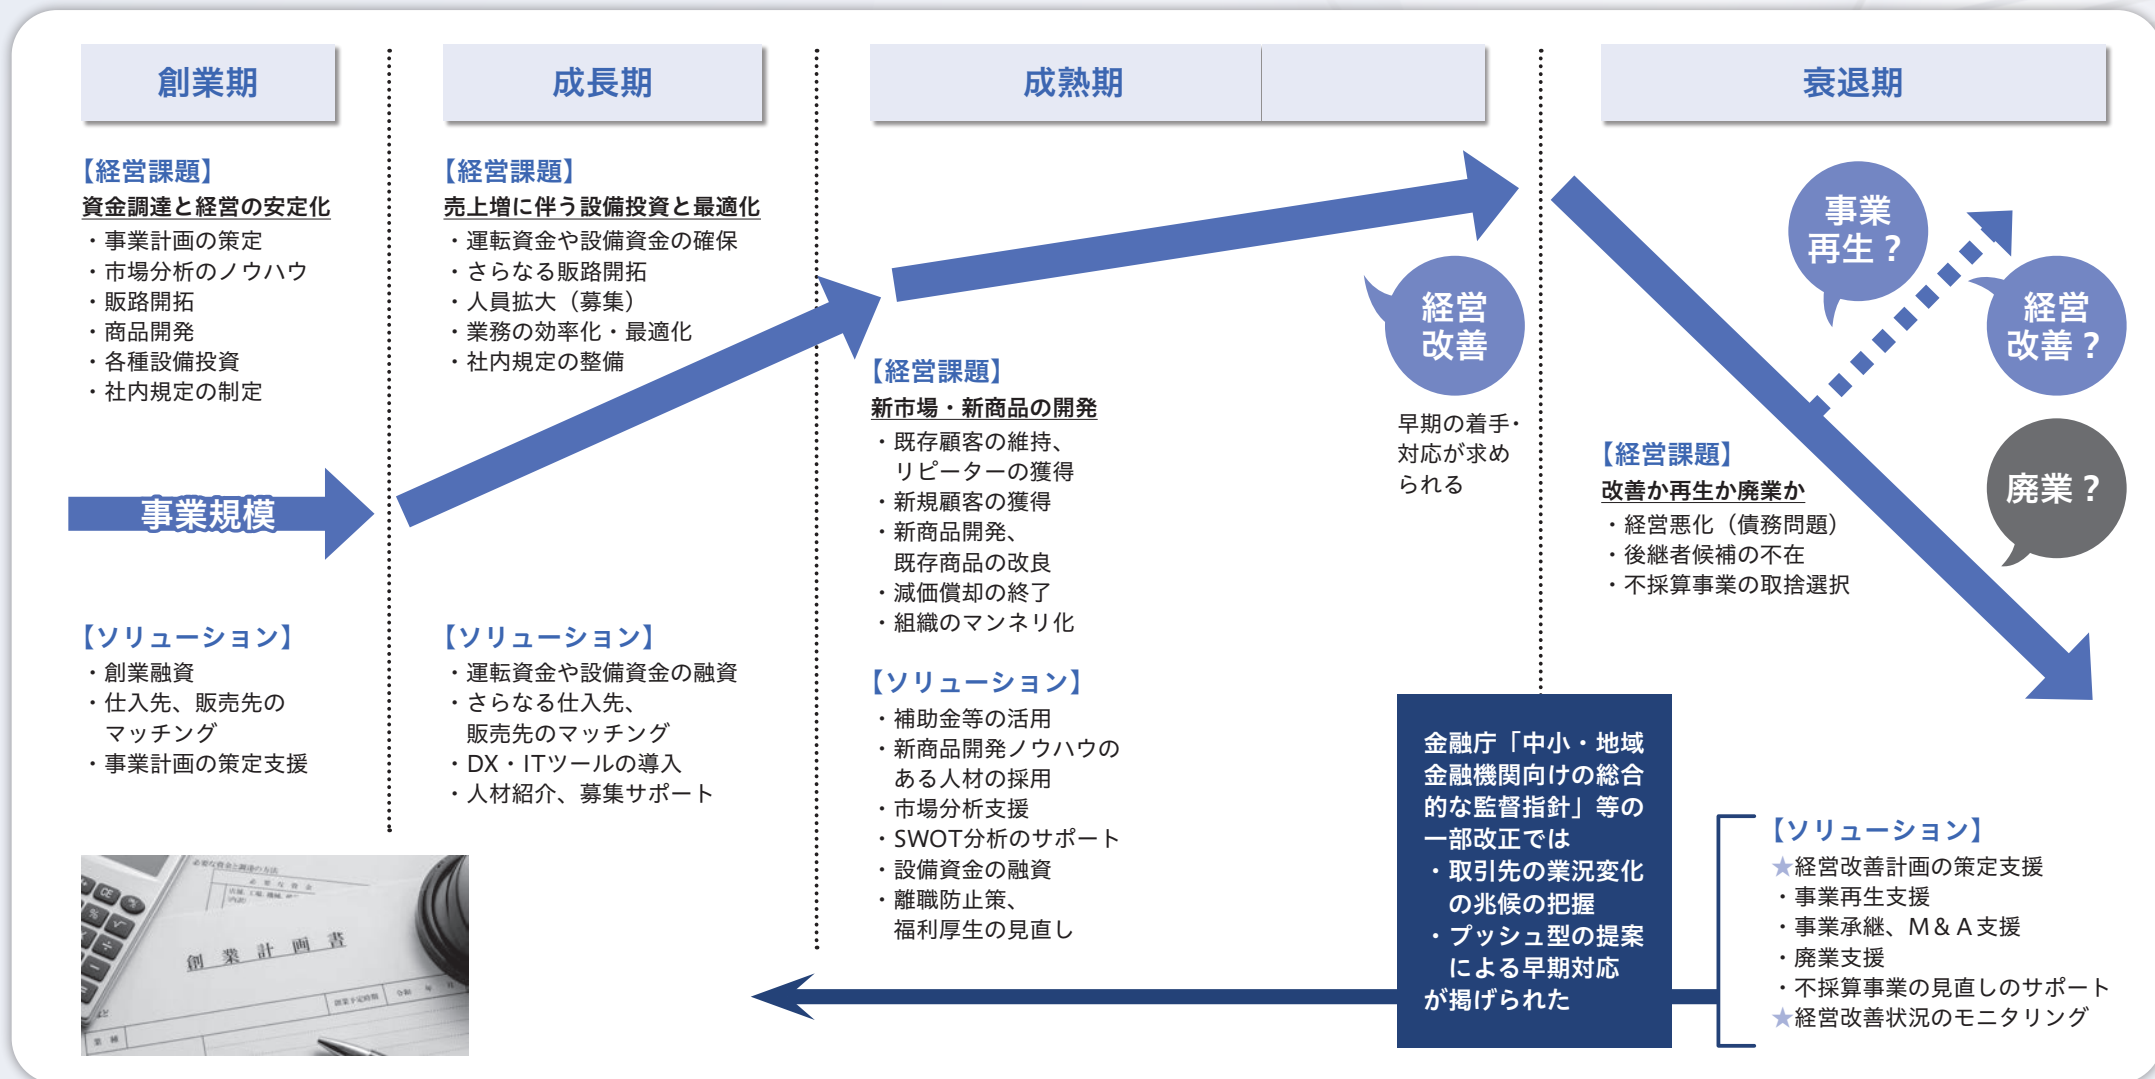 創業期
【経営課題】
資金調達と経営の安定化
・事業計画の策定
・市場分析のノウハウ
・販路開拓
・商品開発
・各種設備投資
・社内規定の制定
事業規模
【ソリューション】
・創業融資
・仕入先、販売先の
マッチング
・事業計画の策定支援
創業計画書
成長期
【経営課題】
売上増に伴う設備投資と最適化
・運転資金や設備資金の確保
・さらなる販路開拓
・人員拡大（募集）
・業務の効率化・最適化
・社内規定の整備
【ソリューション】
・運転資金や設備資金の融資
・さらなる仕入先、
販売先のマッチング
・DX・ITツールの導入
・人材紹介、募集サポート
成熟期
【経営課題】
新市場・新商品の開発
・既存顧客の維持、
リピーターの獲得
・新規顧客の獲得
・新商品開発、
既存商品の改良
・減価償却の終了
・組織のマンネリ化
【ソリューション】
・補助金等の活用
・新商品開発ノウハウの
ある人材の採用
・市場分析支援
・SWOT分析のサポート
・設備資金の融資
・離職防止策、
福利厚生の見直し
経営
改善
早期の着手・
対応が求め
られる
金融庁「中小・地域
金融機関向けの総合
的な監督指針」等の
一部改正では
・取引先の業況変化
の兆候の把握
・プッシュ型の提案
による早期対応
が掲げられた
衰退期
事業
再生？
経営
改善？
廃業？
【経営課題】
改善か再生か廃業か
・経営悪化（債務問題）
・後継者候補の不在
・不採算事業の取捨選択
【ソリューション】
★経営改善計画の策定支援
・事業再生支援
・事業承継、M＆A支援
・廃業支援
・不採算事業の見直しのサポート
★経営改善状況のモニタリング